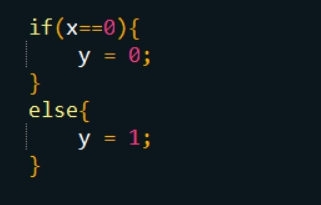 if(x==0){
    y = 0;
}
else{
    y = 1;
}